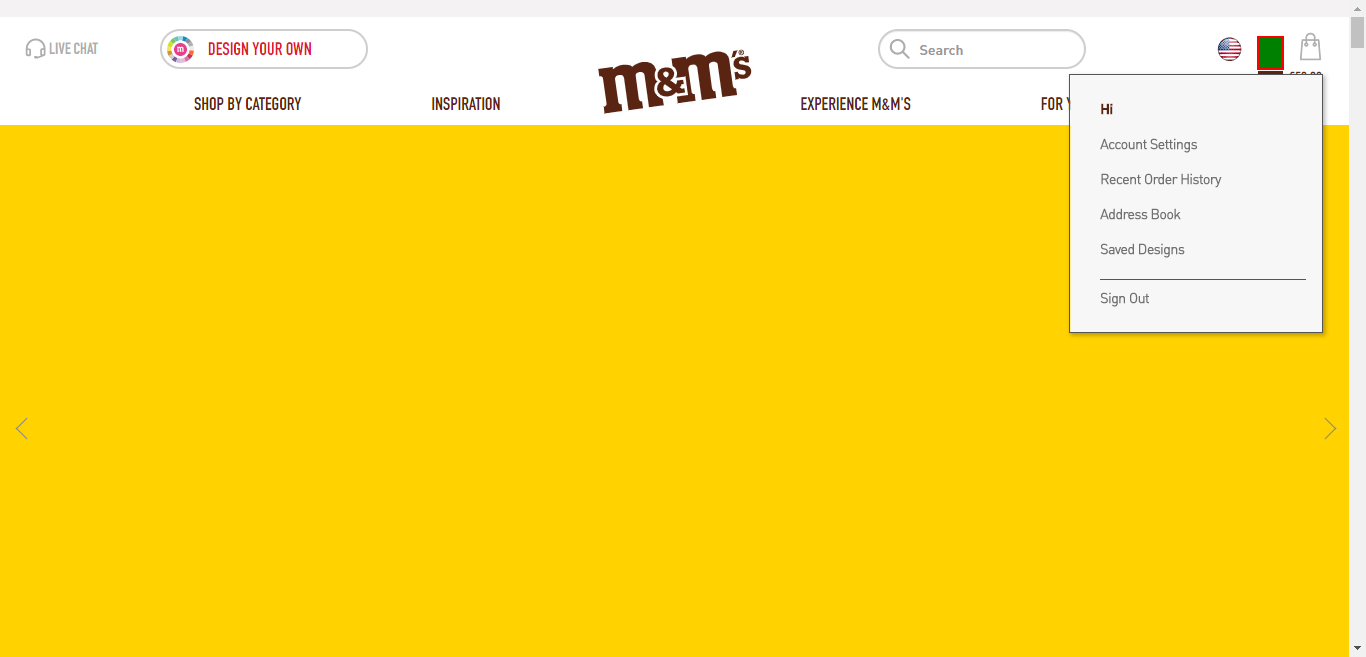 LIVE CHAT
DESIGN YOUR OWN
m&m's
Search
SHOP BY CATEGORY
INSPIRATION
EXPERIENCE M&M'S
FOR
Hi
Account Settings
Recent Order History
Address Book
Saved Designs
Sign Out